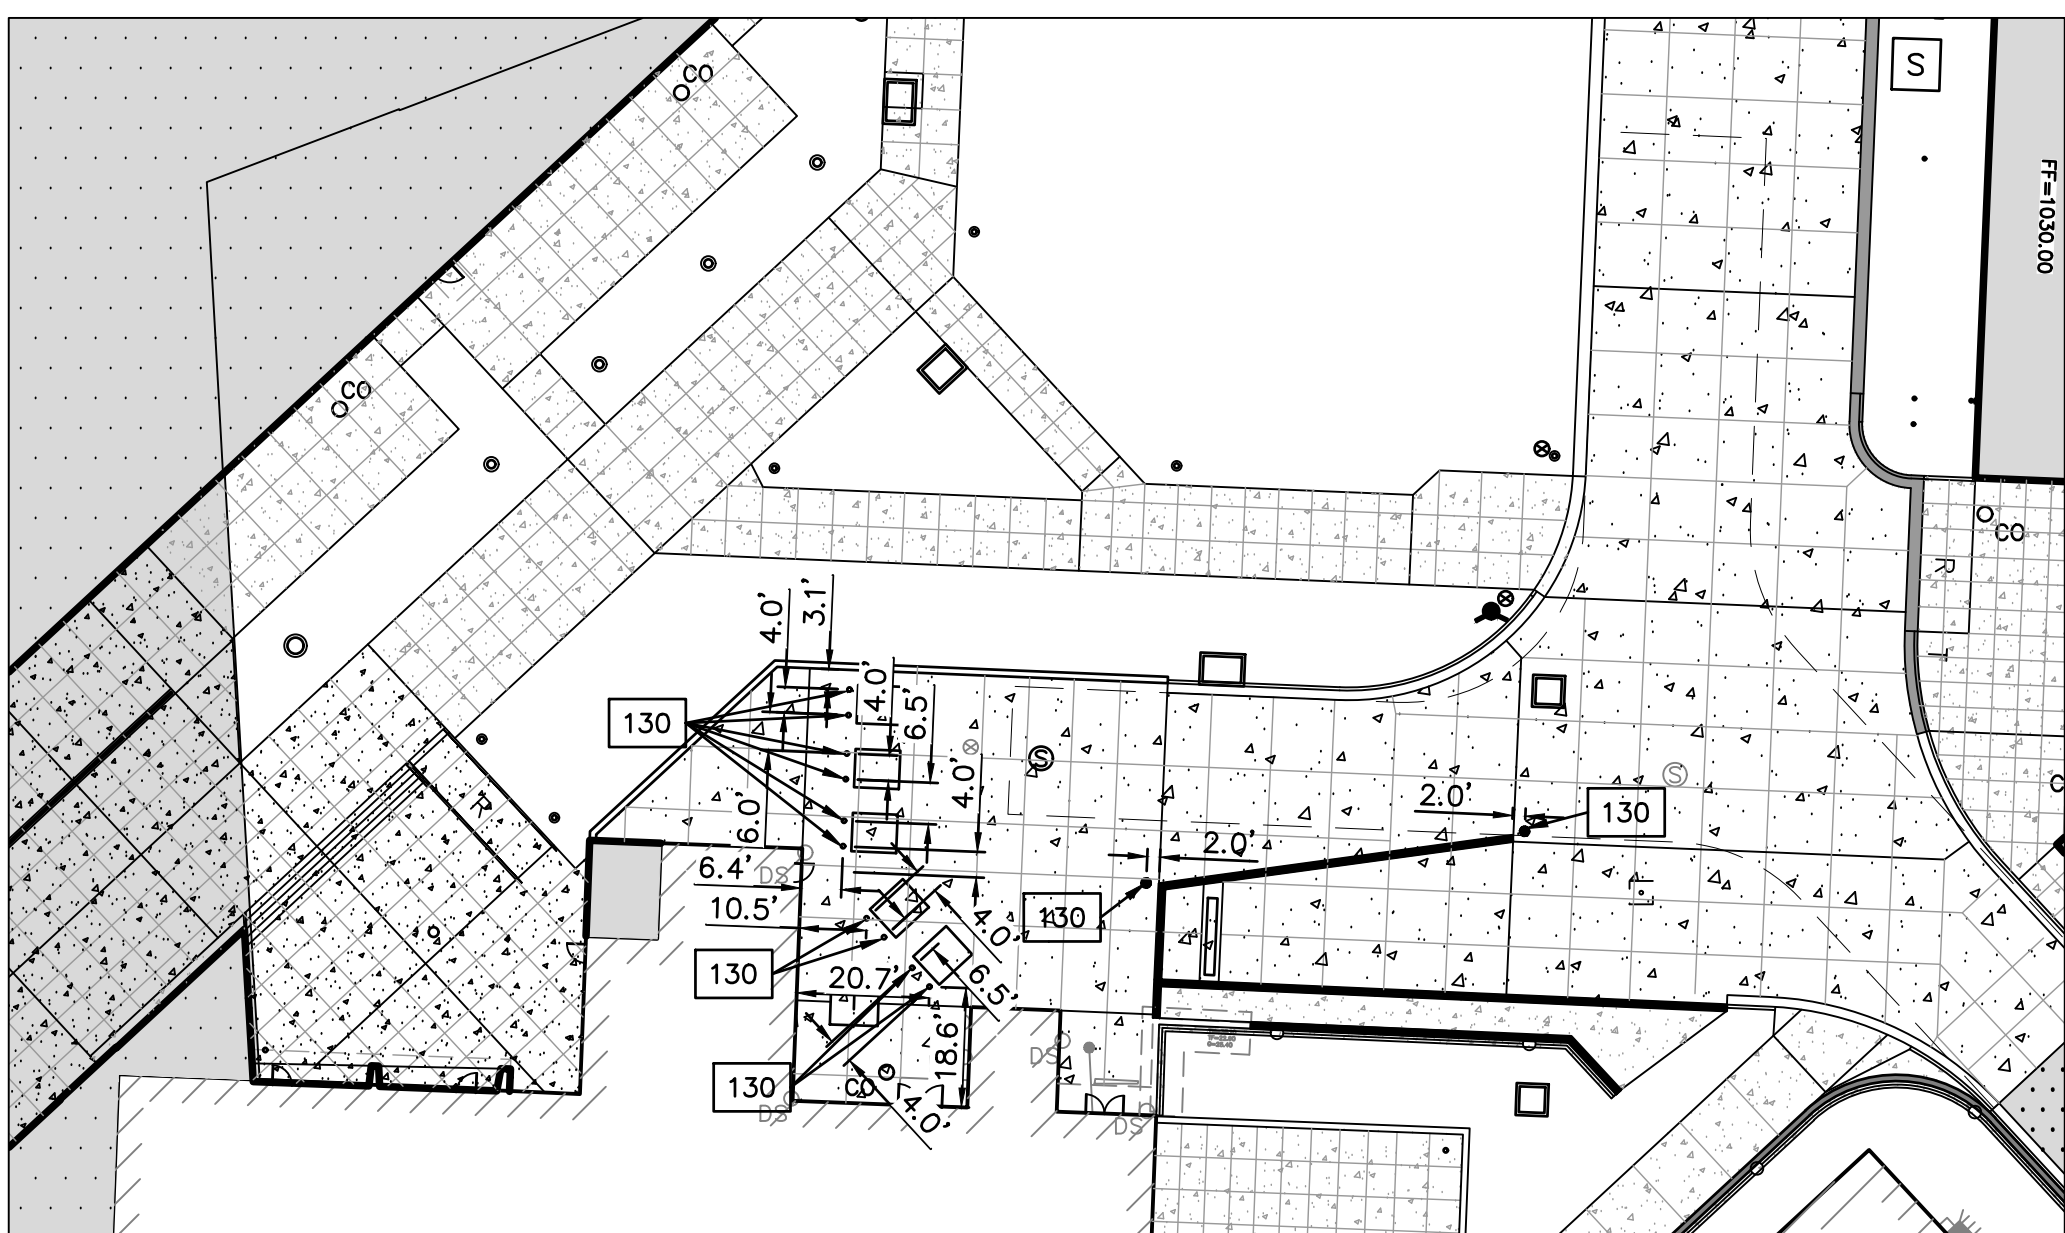 CO
S
FF=1030.00
CO
CO
R
T
4.0'
3.1'
4.0'
6.5'
130
S
S
4.0'
6.0'
2.0'
130
R
2.0'
6.4'
DS
10.5'
130
4.0'
130
20.7'
6.5'
18.6'
DS
130
CO
4.0'
DS
DS